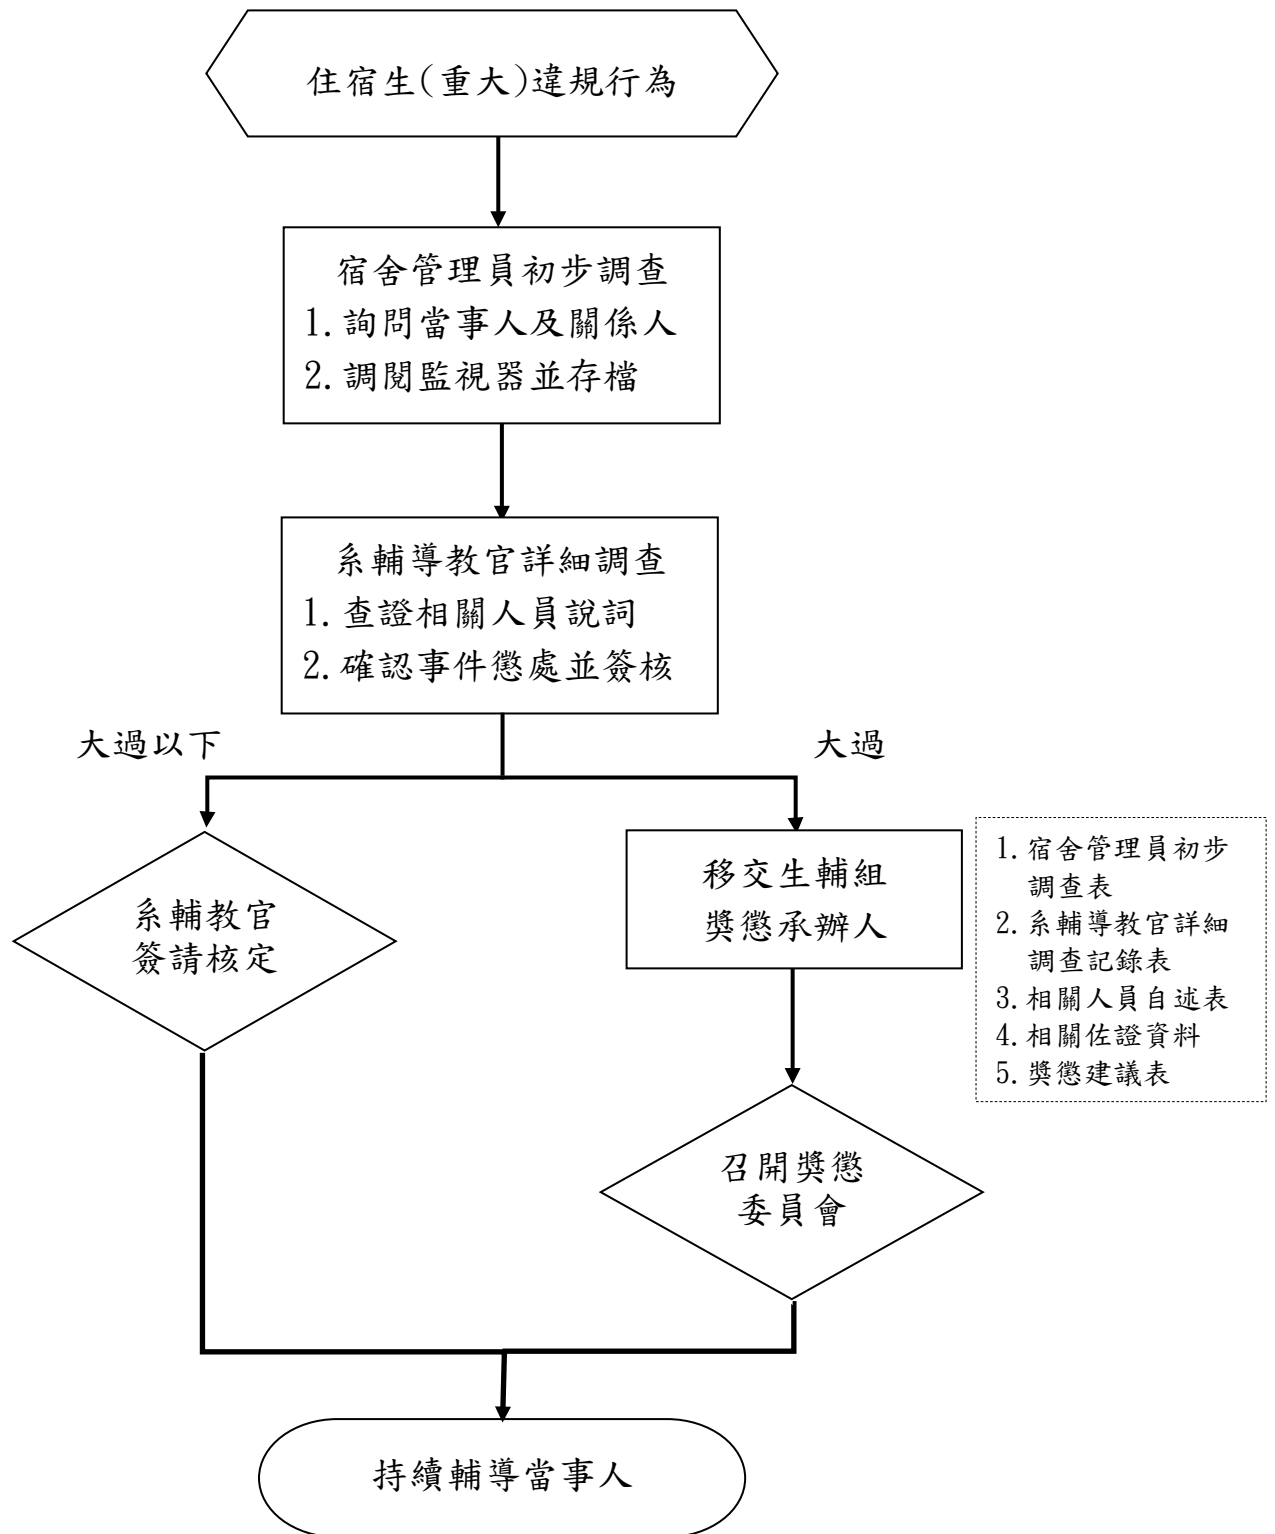 住宿生(重大)違規行為
宿舍管理員初步調查
1.詢問當事人及關係人
2.調閱監視器並存檔
系輔導教官詳細調查
1.查證相關人員說詞
2.確認事件懲處並簽核
大過以下
大過
系輔教官
簽請核定
移交生輔組
獎懲承辦人
1.宿舍管理員初步
調查表
2.系輔導教官詳細
調查記錄表
3.相關人員自述表
4.相關佐證資料
5.獎懲建議表
召開獎懲
委員會
持續輔導當事人